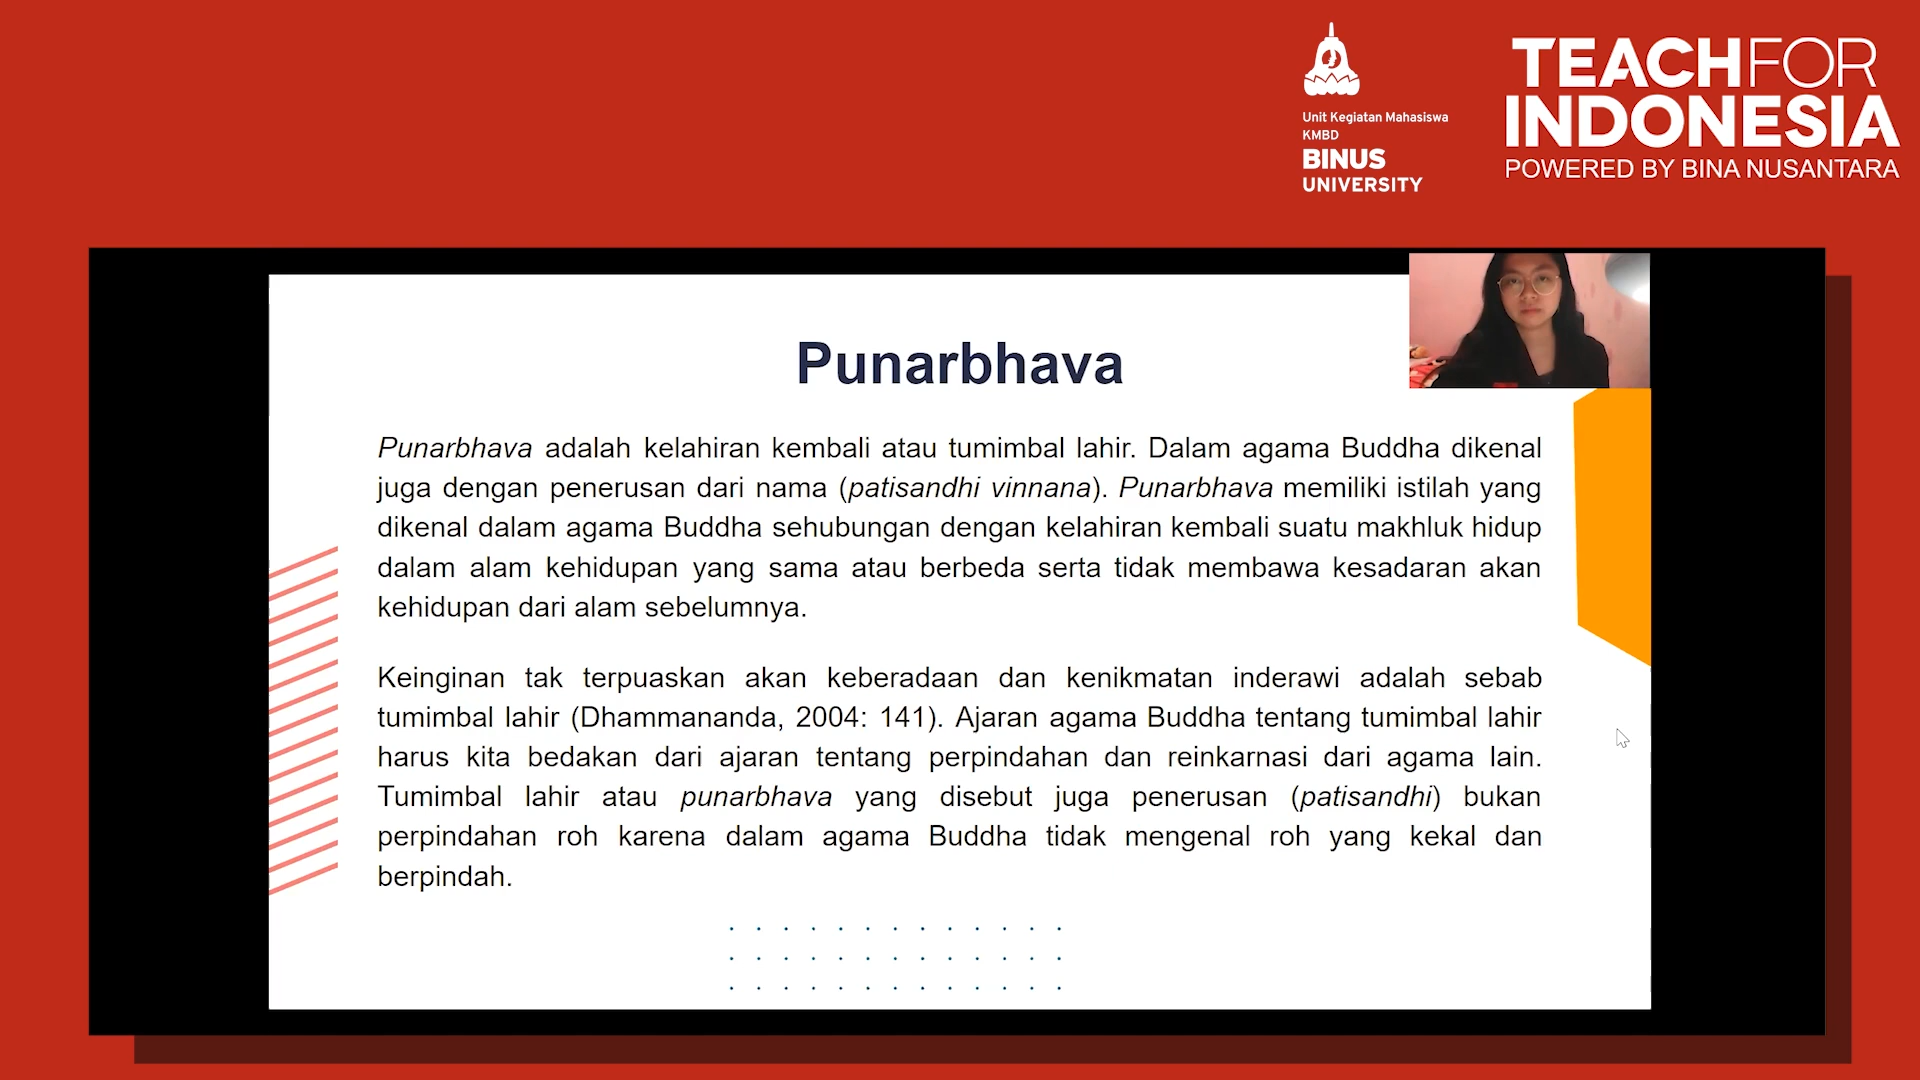 Unit Kegiatan Mahasiswa
KMBD
BINUS
UNIVERSITY
TEACHFOR
INDONESIA
POWERED BY BINA NUSANTARA
Punarbhava
Punarbhava adalah kelahiran kembali atau tumimbal lahir. Dalam agama Buddha dikenal
juga dengan penerusan dari nama (patisandhi vinnana). Punarbhava memiliki istilah yang
dikenal dalam agama Buddha sehubungan dengan kelahiran kembali suatu makhluk hidup
dalam alam kehidupan yang sama atau berbeda serta tidak membawa kesadaran akan
kehidupan dari alam sebelumnya.
Keinginan tak terpuaskan akan keberadaan dan kenikmatan inderawi adalah sebab
tumimbal lahir (Dhammananda, 2004: 141). Ajaran agama Buddha tentang tumimbal lahir
harus kita bedakan dari ajaran tentang perpindahan dan reinkarnasi dari agama lain.
Tumimbal lahir atau punarbhava yang disebut juga penerusan (patisandhi) bukan
perpindahan roh karena dalam agama Buddha tidak mengenal roh yang kekal dan
berpindah.